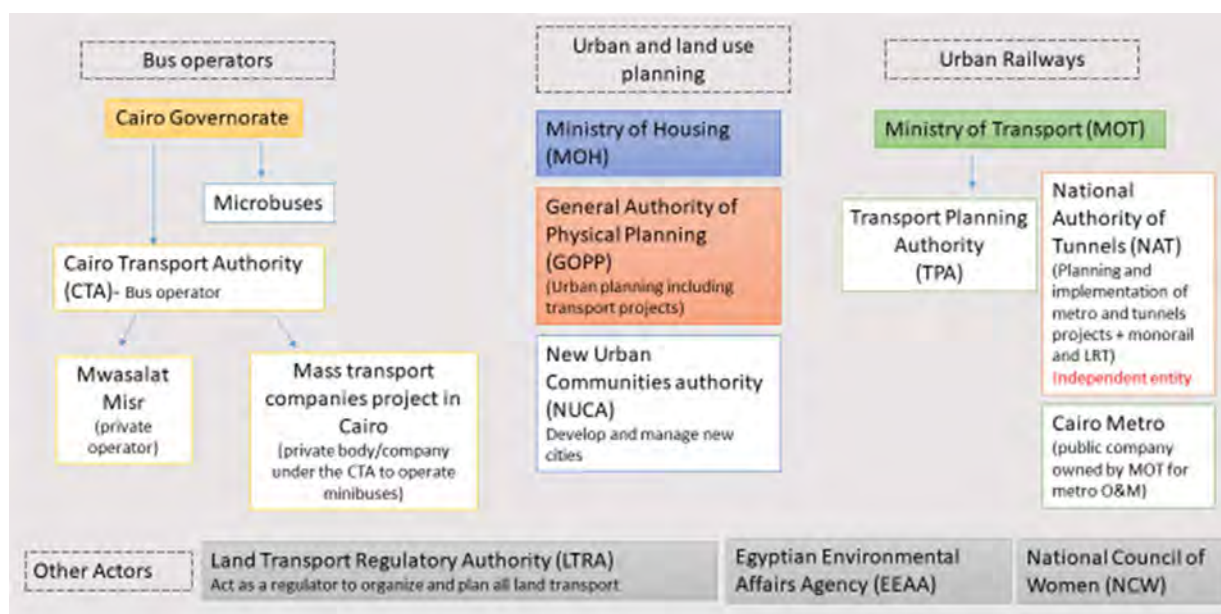 Bus operators
Cairo Governorate
Microbuses
Cairo Transport Authority
(CTA)- Bus operator
Mwasalat
Misr
(private
operator)
Mass transport
companies project in
Cairo
(private body/company
under the CTA to operate
minibuses)
Urban and land use
planning
Ministry of Housing
(MOH)
General Authority of
Physical Planning
(GOPP)
(Urban planning including
transport projects)
New Urban
Communities authority
(NUCA)
Develop and manage new
cities
Urban Railways
Ministry of Transport (MOT)
Transport Planning
Authority
(TPA)
National
Authority of
Tunnels (NAT)
(Planning and
implementation of
metro and tunnels
projects + monorail
and LRT)
Independent entity
Cairo Metro
(public company
owned by MOT for
metro O&M)
Other Actors
Land Transport Regulatory Authority (LTRA)
Act as a regulator to organize and plan all land transport
Egyptian Environmental
Affairs Agency (EEAA)
National Council of
Women (NCW)